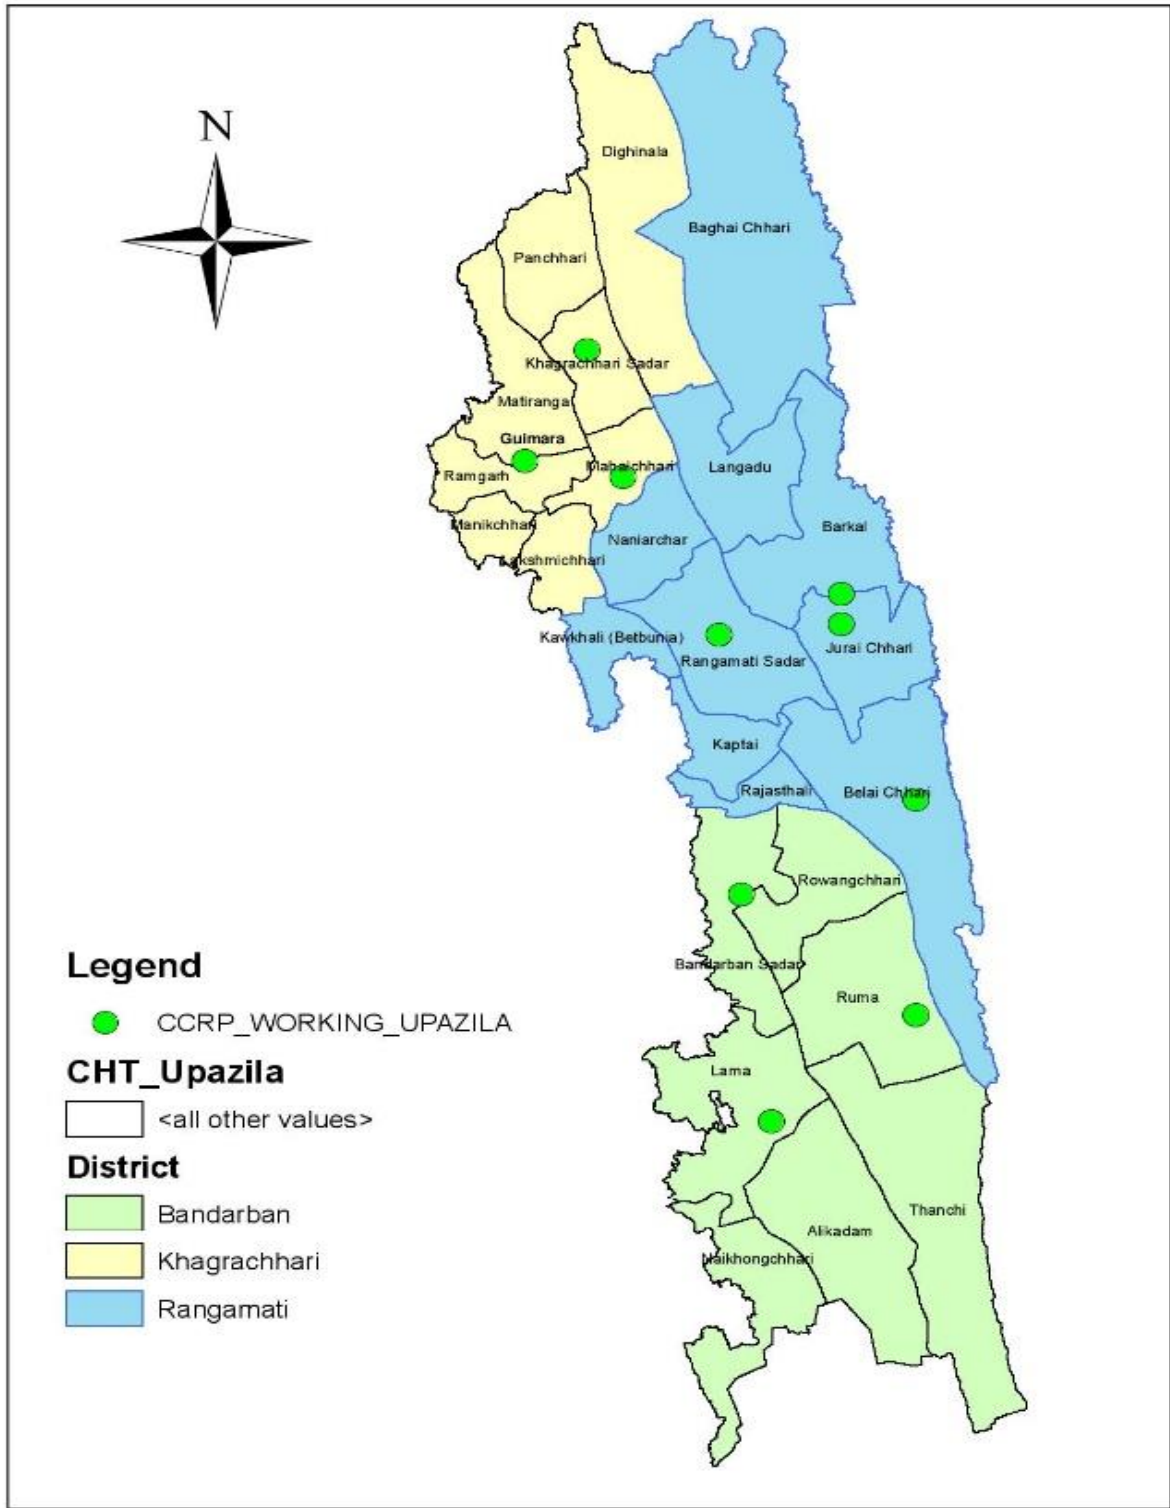 N
Dighinala
Baghai Chhari
Panchhari
Khagrachhari Sadar
Matiranga
Guimara
Mahalchhari
Langadu
Ramgarh
Manikchhari
Barkal
Naniarchar
Lakshmichhari
Kawkhali (Betbunia)
Jurai Chhari
Rangamati Sadar
Kaptai
Rajasthali
Belai Chhari
Rowangchhari
Bandarban Sadar
Ruma
Lama
Thanchi
Alikadam
Naikhongchhari
Legend
CCRP_WORKING_UPAZILA
CHT_Upazila
<all other values>
District
Bandarban
Khagrachhari
Rangamati